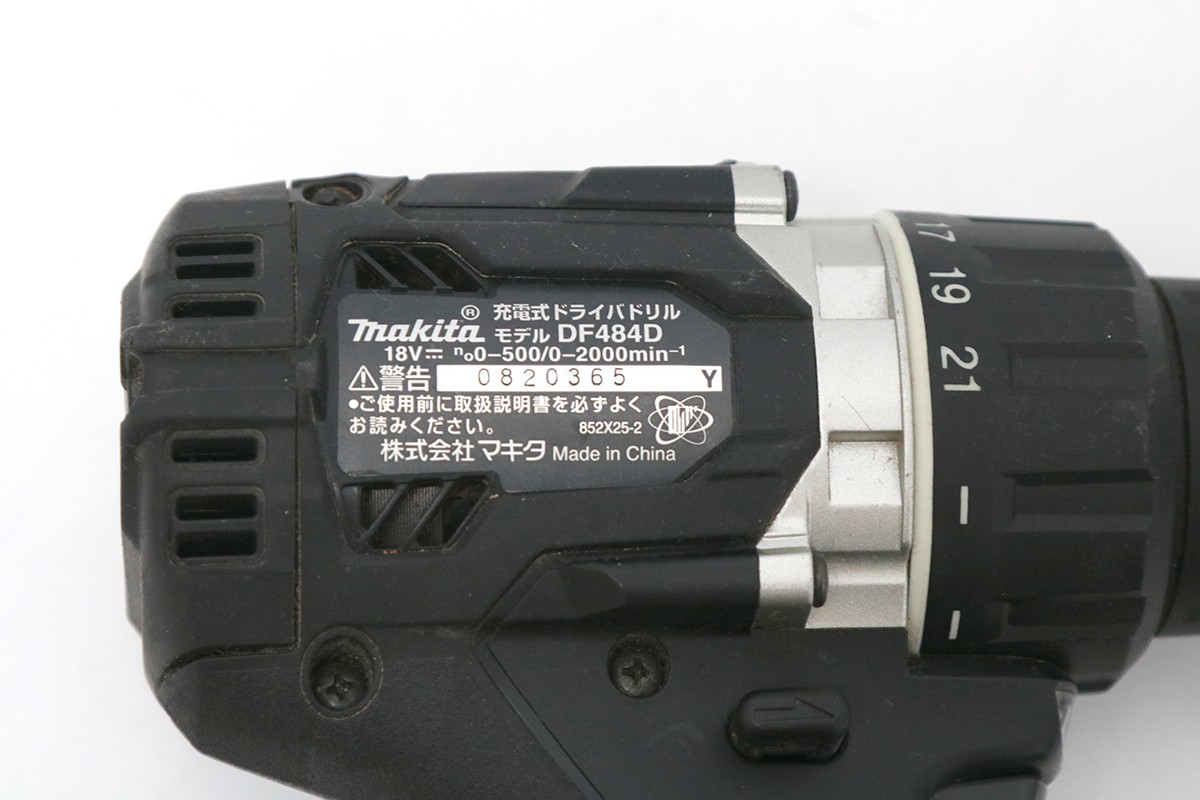 makita® 充電式ドライバドリル
モデル DF484D
18V⎓ n₀0-500/0-2000min⁻¹
⚠警告 0820365 Y
●ご使用前に取扱説明書を必ずよく
お読みください。 852X25-2
株式会社マキタ Made in China
17
19
21